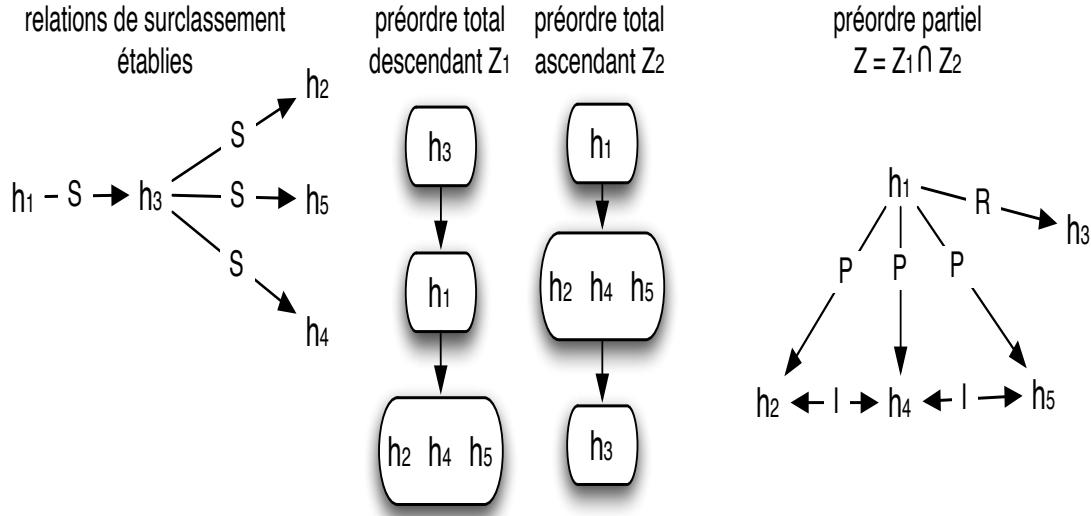 relations de surclassement
établies
h1 S h3
S h2
S h5
S h4
préordre total
descendant Z1
h3
h1
h2 h4 h5
préordre total
ascendant Z2
h1
h2 h4 h5
h3
préordre partiel
Z = Z1 ∩ Z2
h1 R h3
P P P
h2 I h4 I h5